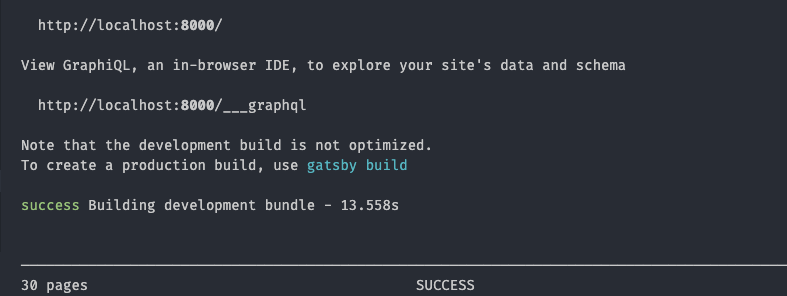 http://localhost:8000/
View GraphiQL, an in-browser IDE, to explore your site's data and schema
http://localhost:8000/___graphql
Note that the development build is not optimized.
To create a production build, use gatsby build
success Building development bundle - 13.558s
30 pages SUCCESS